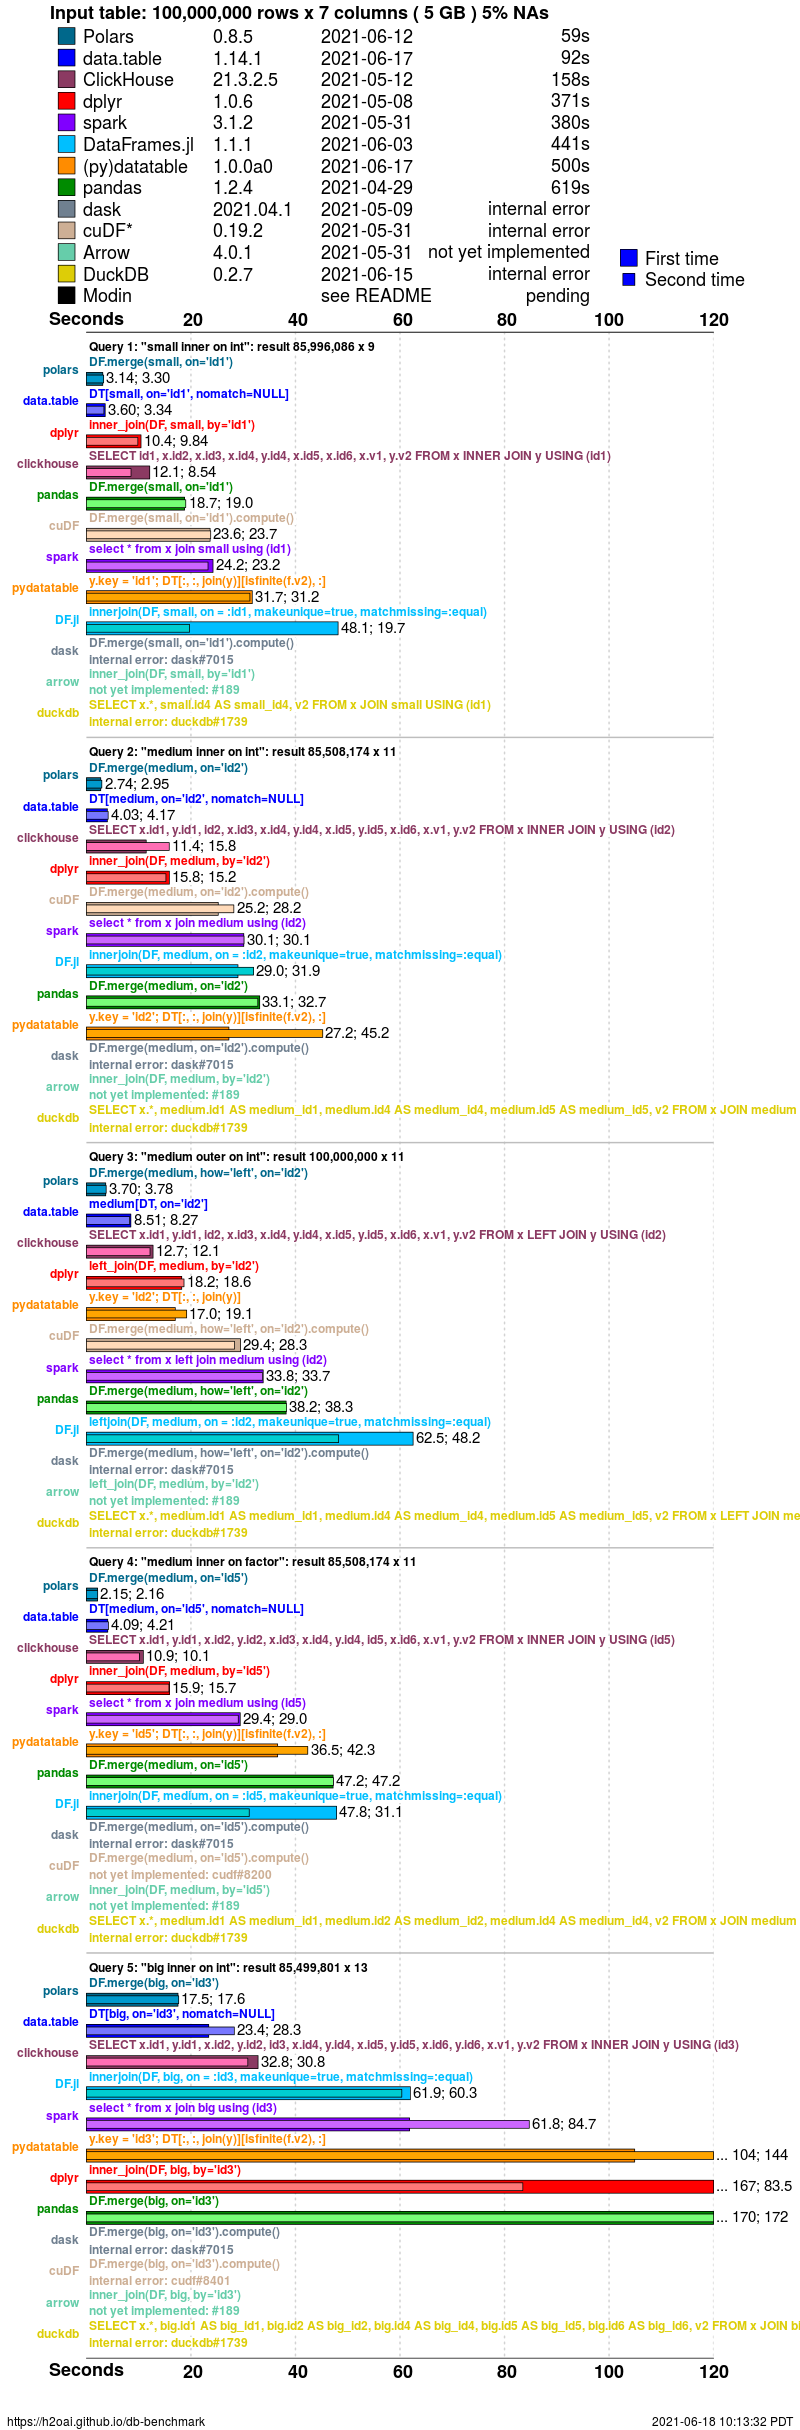 Input table: 100,000,000 rows x 7 columns ( 5 GB ) 5% NAs
Polars 0.8.5 2021-06-12 59s
data.table 1.14.1 2021-06-17 92s
ClickHouse 21.3.2.5 2021-05-12 158s
dplyr 1.0.6 2021-05-08 371s
spark 3.1.2 2021-05-31 380s
DataFrames.jl 1.1.1 2021-06-03 441s
(py)datatable 1.0.0a0 2021-06-17 500s
pandas 1.2.4 2021-04-29 619s
dask 2021.04.1 2021-05-09 internal error
cuDF* 0.19.2 2021-05-31 internal error
Arrow 4.0.1 2021-05-31 not yet implemented
DuckDB 0.2.7 2021-06-15 internal error
Modin see README pending
First time
Second time
Seconds 20 40 60 80 100 120
Query 1: "small inner on int": result 85,996,086 x 9
DF.merge(small, on='id1')
polars 3.14; 3.30
DT[small, on='id1', nomatch=NULL]
data.table 3.60; 3.34
inner_join(DF, small, by='id1')
dplyr 10.4; 9.84
SELECT id1, x.id2, x.id3, x.id4, y.id4, x.id5, x.id6, x.v1, y.v2 FROM x INNER JOIN y USING (id1)
clickhouse 12.1; 8.54
DF.merge(small, on='id1')
pandas 18.7; 19.0
DF.merge(small, on='id1').compute()
cuDF 23.6; 23.7
select * from x join small using (id1)
spark 24.2; 23.2
y.key = 'id1'; DT[:, :, join(y)][isfinite(f.v2), :]
pydatatable 31.7; 31.2
innerjoin(DF, small, on = :id1, makeunique=true, matchmissing=:equal)
DF.jl 48.1; 19.7
DF.merge(small, on='id1').compute()
dask internal error: dask#7015
inner_join(DF, small, by='id1')
arrow not yet implemented: #189
SELECT x.*, small.id4 AS small_id4, v2 FROM x JOIN small USING (id1)
duckdb internal error: duckdb#1739
Query 2: "medium inner on int": result 85,508,174 x 11
DF.merge(medium, on='id2')
polars 2.74; 2.95
DT[medium, on='id2', nomatch=NULL]
data.table 4.03; 4.17
SELECT x.id1, y.id1, id2, x.id3, x.id4, y.id4, x.id5, y.id5, x.id6, x.v1, y.v2 FROM x INNER JOIN y USING (id2)
clickhouse 11.4; 15.8
inner_join(DF, medium, by='id2')
dplyr 15.8; 15.2
DF.merge(medium, on='id2').compute()
cuDF 25.2; 28.2
select * from x join medium using (id2)
spark 30.1; 30.1
innerjoin(DF, medium, on = :id2, makeunique=true, matchmissing=:equal)
DF.jl 29.0; 31.9
DF.merge(medium, on='id2')
pandas 33.1; 32.7
y.key = 'id2'; DT[:, :, join(y)][isfinite(f.v2), :]
pydatatable 27.2; 45.2
DF.merge(medium, on='id2').compute()
dask internal error: dask#7015
inner_join(DF, medium, by='id2')
arrow not yet implemented: #189
SELECT x.*, medium.id1 AS medium_id1, medium.id4 AS medium_id4, medium.id5 AS medium_id5, v2 FROM x JOIN medium
duckdb internal error: duckdb#1739
Query 3: "medium outer on int": result 100,000,000 x 11
DF.merge(medium, how='left', on='id2')
polars 3.70; 3.78
medium[DT, on='id2']
data.table 8.51; 8.27
SELECT x.id1, y.id1, id2, x.id3, x.id4, y.id4, x.id5, y.id5, x.id6, x.v1, y.v2 FROM x LEFT JOIN y USING (id2)
clickhouse 12.7; 12.1
left_join(DF, medium, by='id2')
dplyr 18.2; 18.6
y.key = 'id2'; DT[:, :, join(y)]
pydatatable 17.0; 19.1
DF.merge(medium, how='left', on='id2').compute()
cuDF 29.4; 28.3
select * from x left join medium using (id2)
spark 33.8; 33.7
DF.merge(medium, how='left', on='id2')
pandas 38.2; 38.3
leftjoin(DF, medium, on = :id2, makeunique=true, matchmissing=:equal)
DF.jl 62.5; 48.2
DF.merge(medium, how='left', on='id2').compute()
dask internal error: dask#7015
left_join(DF, medium, by='id2')
arrow not yet implemented: #189
SELECT x.*, medium.id1 AS medium_id1, medium.id4 AS medium_id4, medium.id5 AS medium_id5, v2 FROM x LEFT JOIN me
duckdb internal error: duckdb#1739
Query 4: "medium inner on factor": result 85,508,174 x 11
DF.merge(medium, on='id5')
polars 2.15; 2.16
DT[medium, on='id5', nomatch=NULL]
data.table 4.09; 4.21
SELECT x.id1, y.id1, x.id2, y.id2, x.id3, x.id4, y.id4, id5, x.id6, x.v1, y.v2 FROM x INNER JOIN y USING (id5)
clickhouse 10.9; 10.1
inner_join(DF, medium, by='id5')
dplyr 15.9; 15.7
select * from x join medium using (id5)
spark 29.4; 29.0
y.key = 'id5'; DT[:, :, join(y)][isfinite(f.v2), :]
pydatatable 36.5; 42.3
DF.merge(medium, on='id5')
pandas 47.2; 47.2
innerjoin(DF, medium, on = :id5, makeunique=true, matchmissing=:equal)
DF.jl 47.8; 31.1
DF.merge(medium, on='id5').compute()
dask internal error: dask#7015
DF.merge(medium, on='id5').compute()
cuDF not yet implemented: cudf#8200
inner_join(DF, medium, by='id5')
arrow not yet implemented: #189
SELECT x.*, medium.id1 AS medium_id1, medium.id2 AS medium_id2, medium.id4 AS medium_id4, v2 FROM x JOIN medium
duckdb internal error: duckdb#1739
Query 5: "big inner on int": result 85,499,801 x 13
DF.merge(big, on='id3')
polars 17.5; 17.6
DT[big, on='id3', nomatch=NULL]
data.table 23.4; 28.3
SELECT x.id1, y.id1, x.id2, y.id2, id3, x.id4, y.id4, x.id5, y.id5, x.id6, y.id6, x.v1, y.v2 FROM x INNER JOIN y USING (id3)
clickhouse 32.8; 30.8
innerjoin(DF, big, on = :id3, makeunique=true, matchmissing=:equal)
DF.jl 61.9; 60.3
select * from x join big using (id3)
spark 61.8; 84.7
y.key = 'id3'; DT[:, :, join(y)][isfinite(f.v2), :]
pydatatable ... 104; 144
inner_join(DF, big, by='id3')
dplyr ... 167; 83.5
DF.merge(big, on='id3')
pandas ... 170; 172
DF.merge(big, on='id3').compute()
dask internal error: dask#7015
DF.merge(big, on='id3').compute()
cuDF internal error: cudf#8401
inner_join(DF, big, by='id3')
arrow not yet implemented: #189
SELECT x.*, big.id1 AS big_id1, big.id2 AS big_id2, big.id4 AS big_id4, big.id5 AS big_id5, big.id6 AS big_id6, v2 FROM x JOIN bi
duckdb internal error: duckdb#1739
Seconds 20 40 60 80 100 120
https://h2oai.github.io/db-benchmark 2021-06-18 10:13:32 PDT